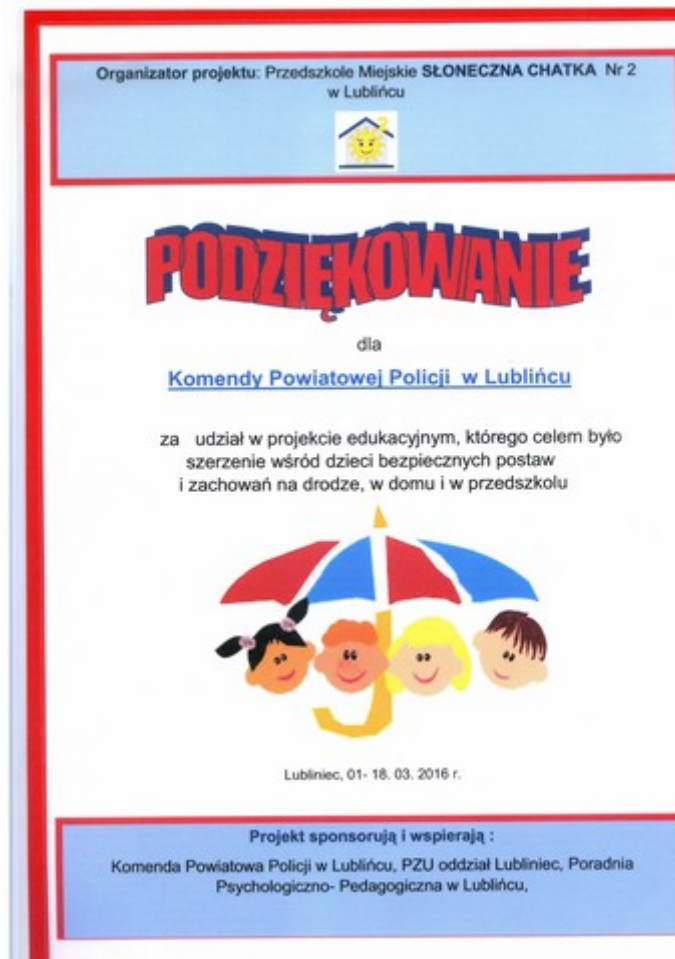 Organizator projektu: Przedszkole Miejskie SŁONECZNA CHATKA Nr 2
w Lublińcu
2
PODZIĘKOWANIE
dla
Komendy Powiatowej Policji w Lublińcu
za udział w projekcie edukacyjnym, którego celem było
szerzenie wśród dzieci bezpiecznych postaw
i zachowań na drodze, w domu i w przedszkolu
Lubliniec, 01- 18. 03. 2016 r.
Projekt sponsorują i wspierają :
Komenda Powiatowa Policji w Lublińcu, PZU oddział Lubliniec, Poradnia
Psychologiczno- Pedagogiczna w Lublińcu,